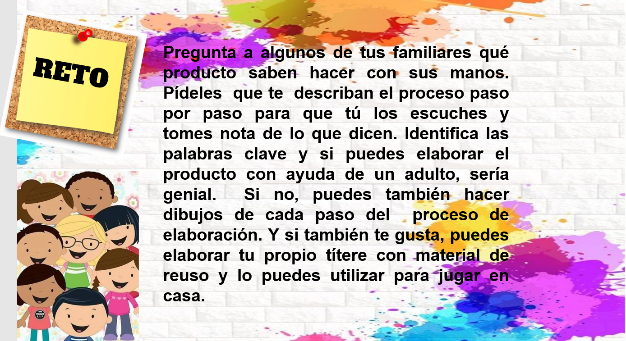 RETO
Pregunta a algunos de tus familiares qué
producto saben hacer con sus manos.
Pídeles que te describan el proceso paso
por paso para que tú los escuches y
tomes nota de lo que dicen. Identifica las
palabras clave y si puedes elaborar el
producto con ayuda de un adulto, sería
genial. Si no, puedes también hacer
dibujos de cada paso del proceso de
elaboración. Y si también te gusta, puedes
elaborar tu propio títere con material de
reuso y lo puedes utilizar para jugar en
casa.